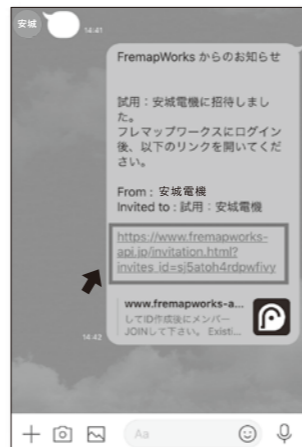 安城
14:41
FremapWorks からのお知らせ
試用：安城電機に招待しまし
た。
フレマップワークスにログイン
後、以下のリンクを開いてくだ
さい。
From : 安城電機
Invited to : 試用：安城電機
https://www.fremapworks-
api.jp/invitation.html?
invites_id=sj5atoh4rdpwfivy
www.fremapworks-a...
してID作成後にメンバー
JOINして下さい。 Existi...
14:42
Aa